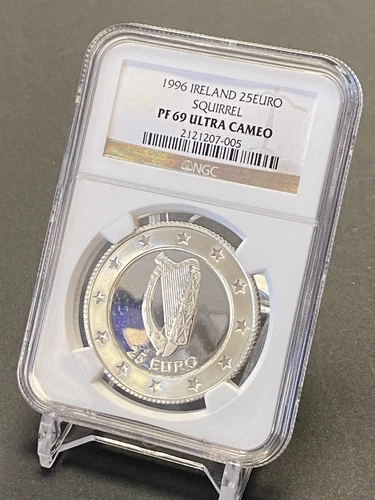 1996 IRELAND 25EURO
SQUIRREL
PF 69 ULTRA CAMEO
2121207-005
NGC
25 EURO